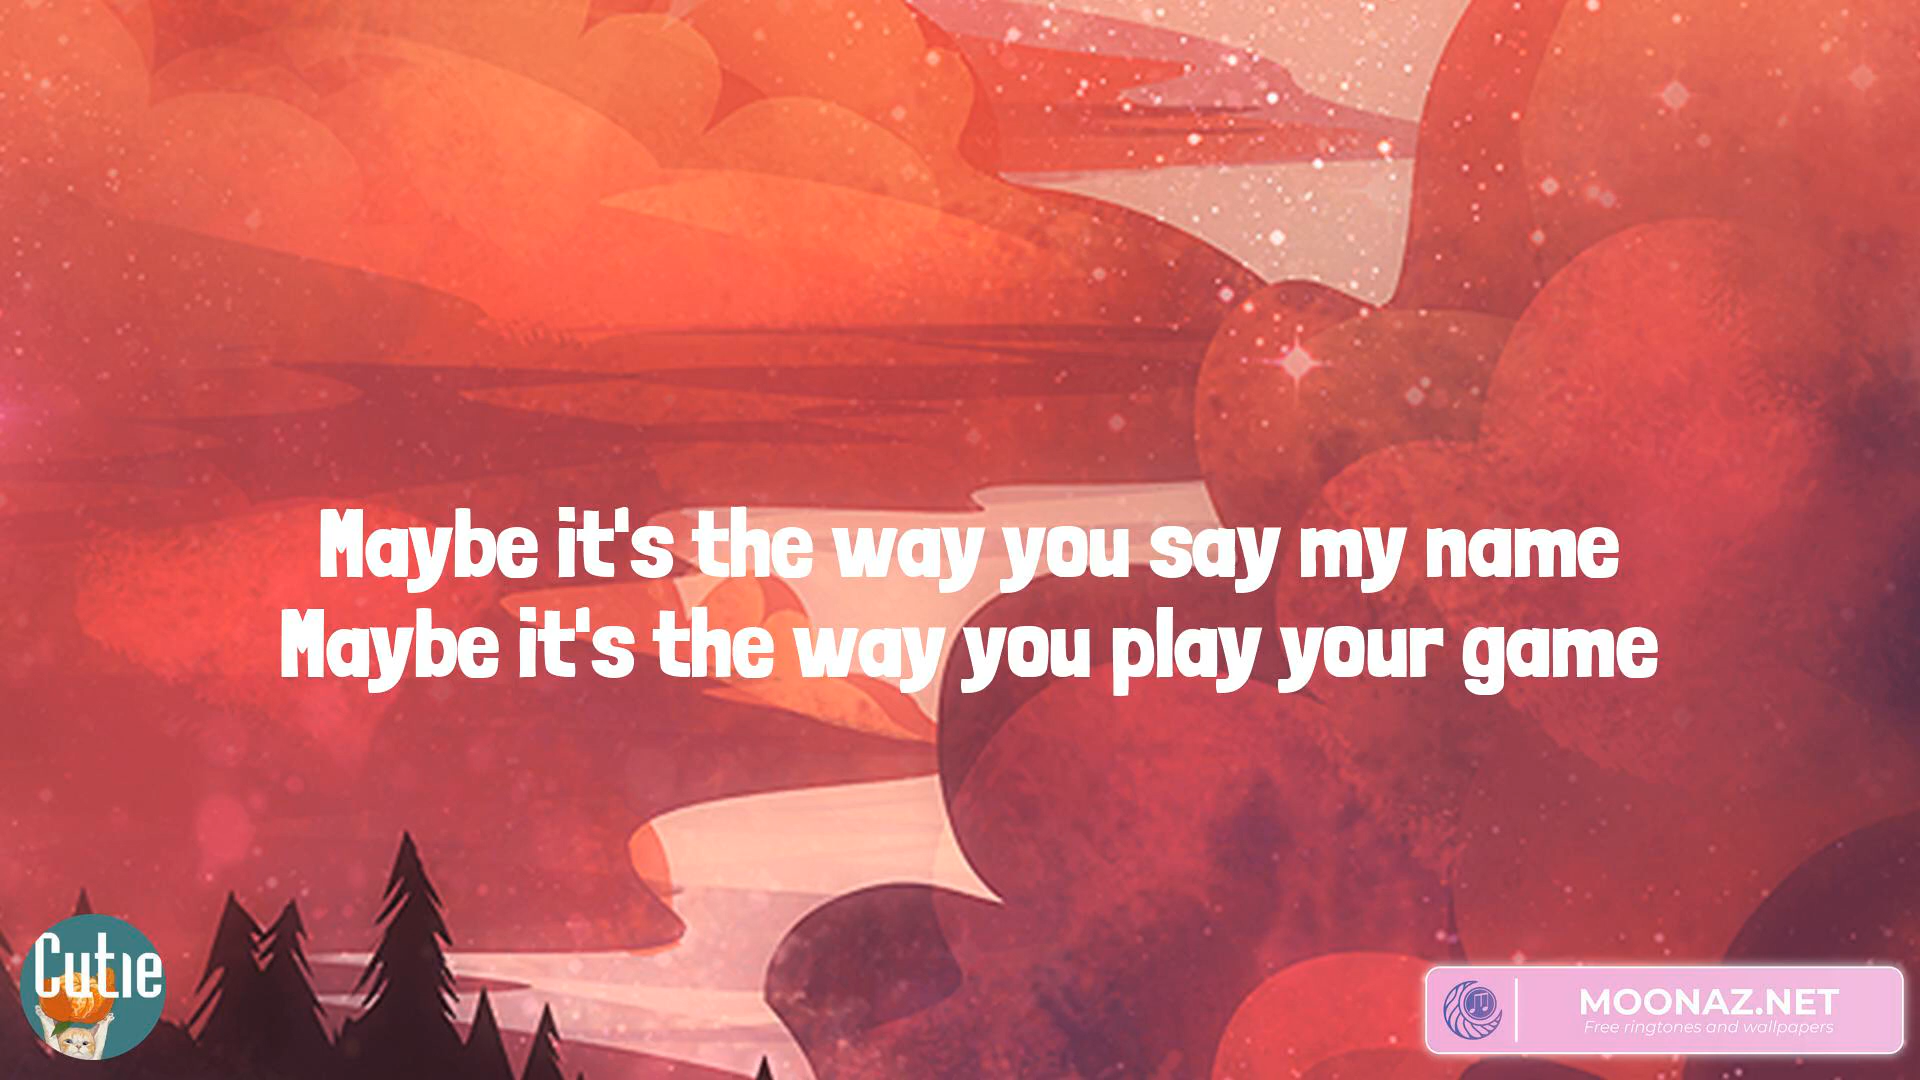 Maybe it's the way you say my name
Maybe it's the way you play your game
Cutie
MOONAZ.NET
Free ringtones and wallpapers